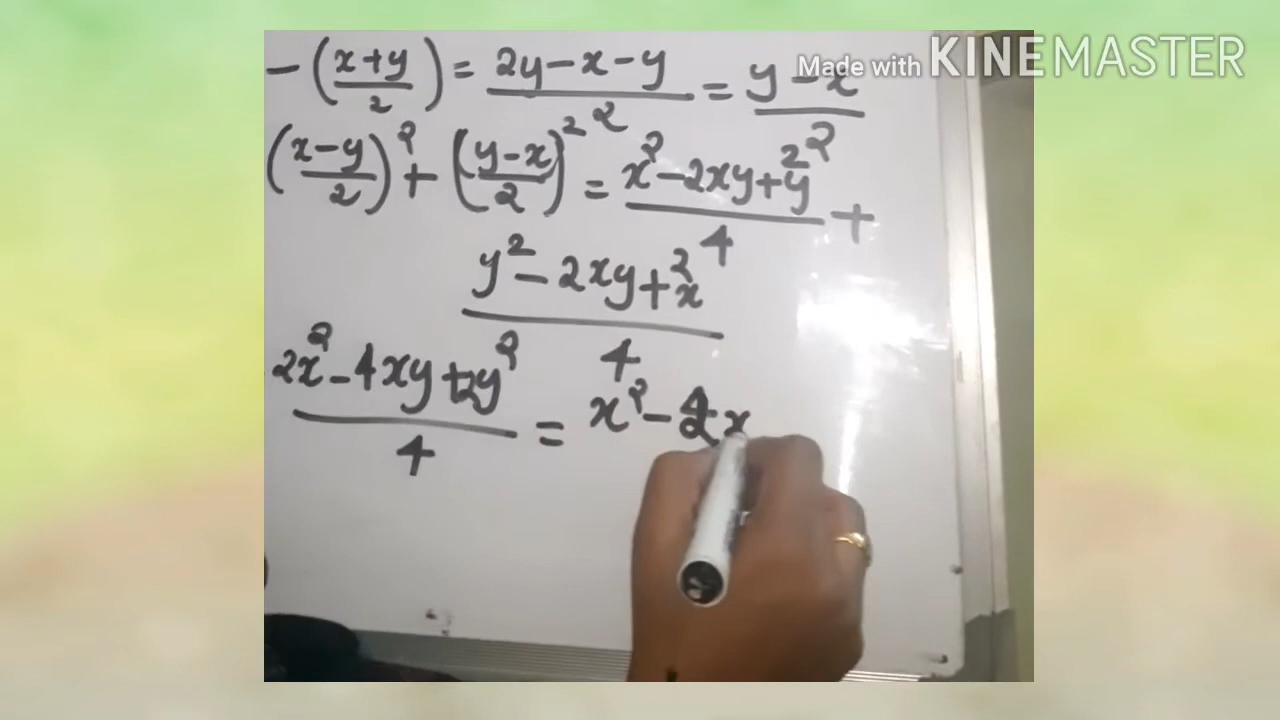 Made with KINEMASTER
-(x+y/2) = 2y-x-y/2 = y-x/2
(x-y/2)² + (y-x/2)² = x²-2xy+y²/4 +
y²-2xy+x²/4
2x²-4xy+2y²/4 = x²-2x